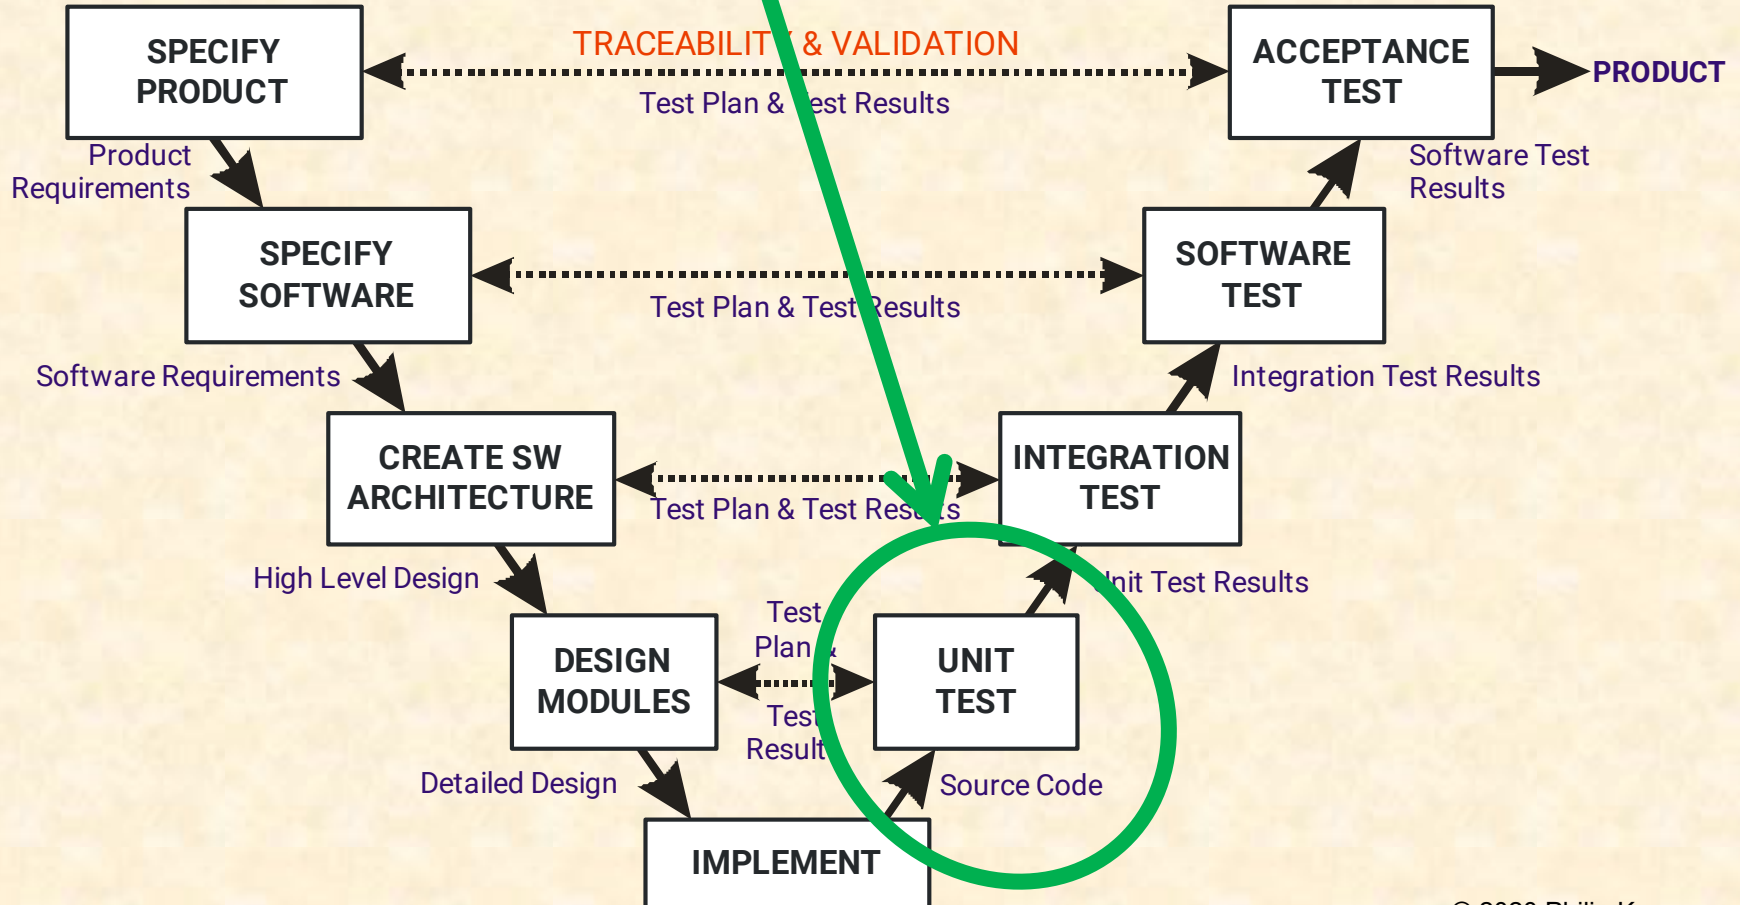 SPECIFY
PRODUCT
TRACEABILITY & VALIDATION
Test Plan & Test Results
ACCEPTANCE
TEST
PRODUCT
Product
Requirements
Software Test
Results
SPECIFY
SOFTWARE
Test Plan & Test Results
SOFTWARE
TEST
Software Requirements
Integration Test Results
CREATE SW
ARCHITECTURE
Test Plan & Test Results
INTEGRATION
TEST
High Level Design
Unit Test Results
DESIGN
MODULES
Test
Plan &
Test
Result
UNIT
TEST
Detailed Design
Source Code
IMPLEMENT